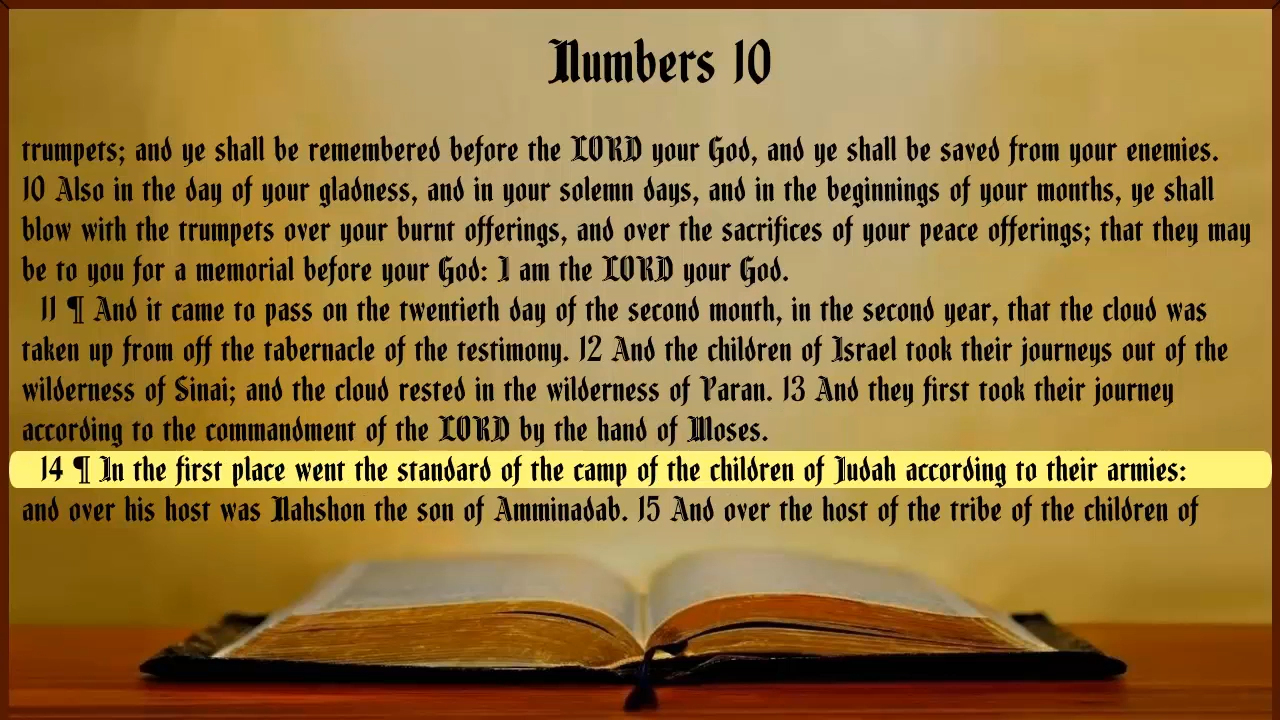 Numbers 10
trumpets; and ye shall be remembered before the LORD your God, and ye shall be saved from your enemies.
10 Also in the day of your gladness, and in your solemn days, and in the beginnings of your months, ye shall
blow with the trumpets over your burnt offerings, and over the sacrifices of your peace offerings; that they may
be to you for a memorial before your God: I am the LORD your God.
11 ¶ And it came to pass on the twentieth day of the second month, in the second year, that the cloud was
taken up from off the tabernacle of the testimony. 12 And the children of Israel took their journeys out of the
wilderness of Sinai; and the cloud rested in the wilderness of Paran. 13 And they first took their journey
according to the commandment of the LORD by the hand of Moses.
14 ¶ In the first place went the standard of the camp of the children of Judah according to their armies:
and over his host was Nahshon the son of Amminadab. 15 And over the host of the tribe of the children of